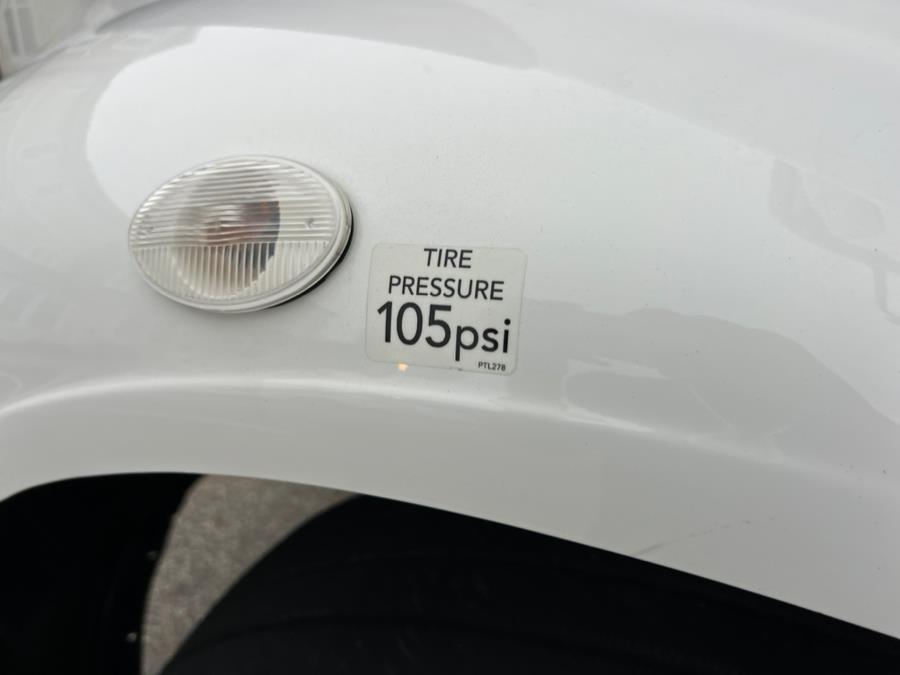 TIRE
PRESSURE
105psi
PTL278